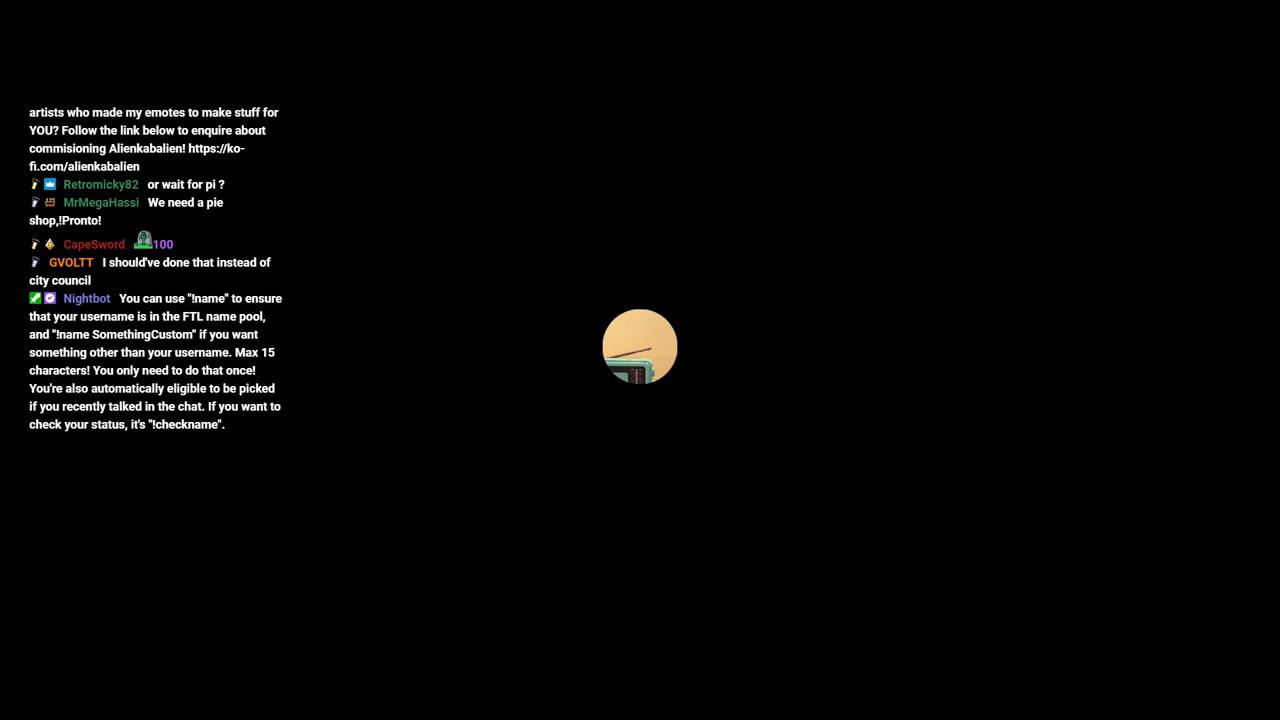 artists who made my emotes to make stuff for
YOU? Follow the link below to enquire about
commisioning Alienkabalien! https://ko-
fi.com/alienkabalien
Retromicky82 or wait for pi ?
MrMegaHassi We need a pie
shop,!Pronto!
CapeSword 100
GVOLTT I should've done that instead of
city council
Nightbot You can use "!name" to ensure
that your username is in the FTL name pool,
and "!name SomethingCustom" if you want
something other than your username. Max 15
characters! You only need to do that once!
You're also automatically eligible to be picked
if you recently talked in the chat. If you want to
check your status, it's "!checkname".